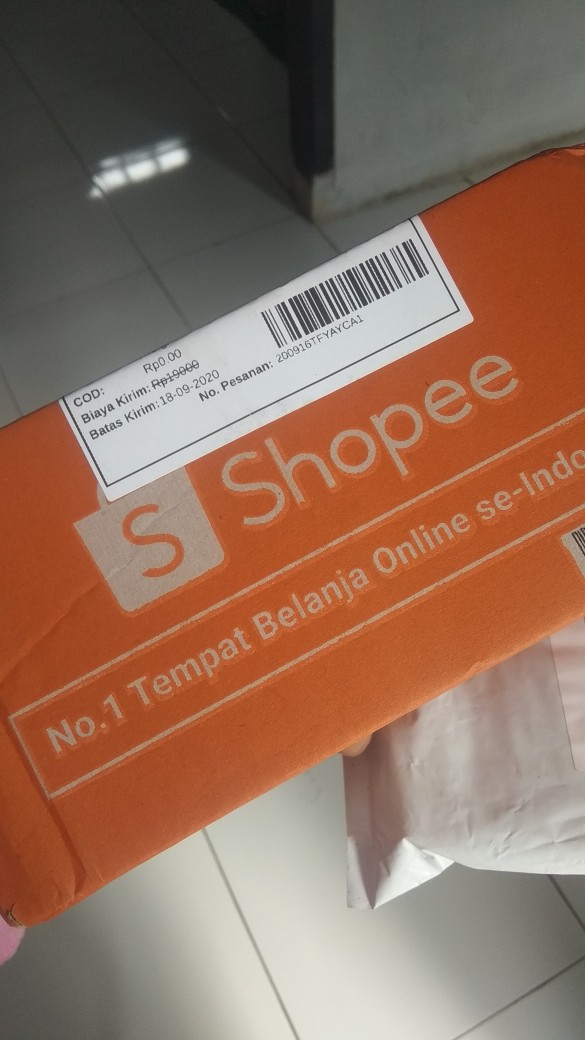 COD: Rp0.00
Biaya Kirim: Rp19000
Batas Kirim: 18-09-2020
No. Pesanan: 200916TFYAYCA1
S Shopee
No.1 Tempat Belanja Online se-Indo